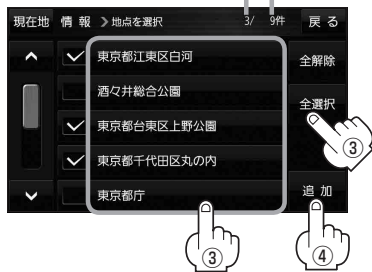 現在地 情報 ＞地点を選択 3/ 9件 戻る
東京都江東区白河
全解除
酒々井総合公園
全選択
東京都台東区上野公園
③
東京都千代田区丸の内
東京都庁
追加
③
④